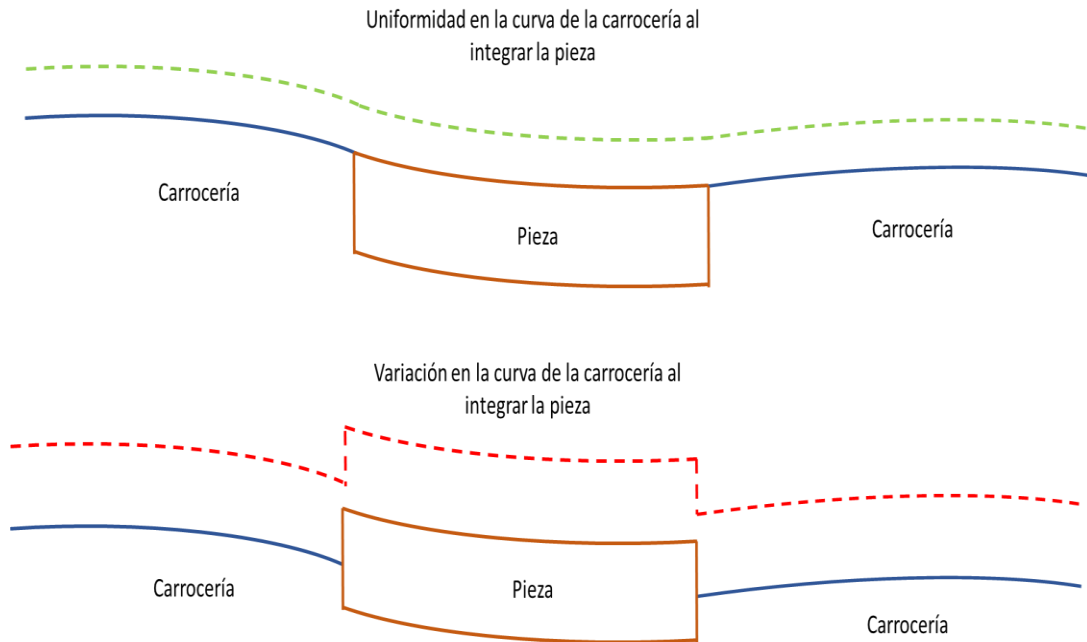 Uniformidad en la curva de la carrocería al
integrar la pieza
Carrocería
Pieza
Carrocería
Variación en la curva de la carrocería al
integrar la pieza
Carrocería
Pieza
Carrocería